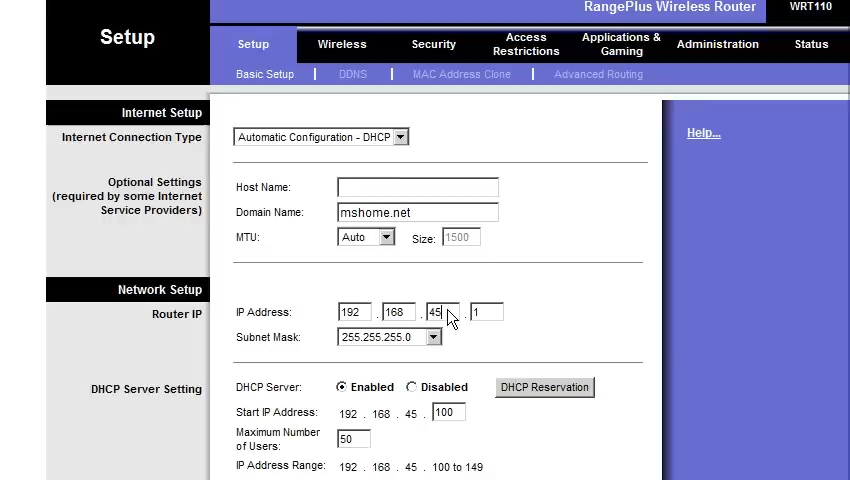 RangePlus Wireless Router WRT110
Setup
Setup Wireless Security Access Restrictions Applications & Gaming Administration Status
Basic Setup | DDNS | MAC Address Clone | Advanced Routing
Internet Setup
Internet Connection Type Automatic Configuration - DHCP
Help...
Optional Settings
(required by some Internet
Service Providers)
Host Name:
Domain Name: mshome.net
MTU: Auto Size: 1500
Network Setup
Router IP
IP Address: 192 . 168 . 45 . 1
Subnet Mask: 255.255.255.0
DHCP Server Setting
DHCP Server: Enabled Disabled DHCP Reservation
Start IP Address: 192 . 168 . 45 . 100
Maximum Number
of Users: 50
IP Address Range: 192 . 168 . 45 . 100 to 149